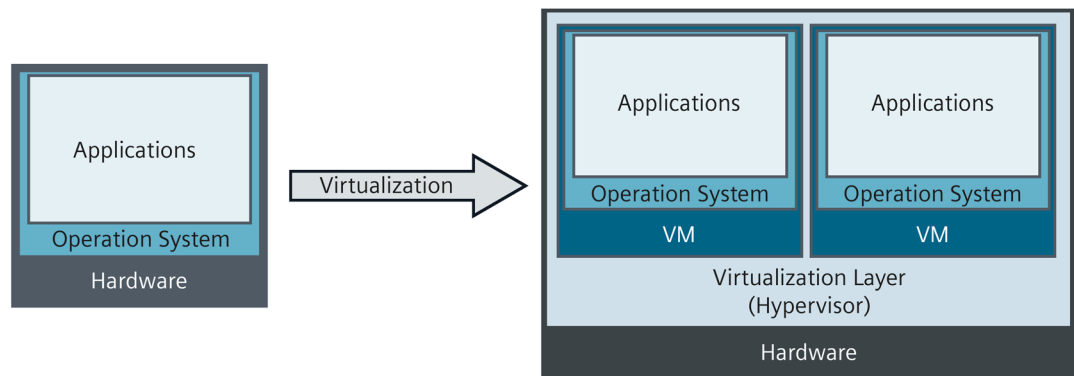 Applications
Operation System
Hardware
Virtualization
Applications
Operation System
VM
Applications
Operation System
VM
Virtualization Layer
(Hypervisor)
Hardware